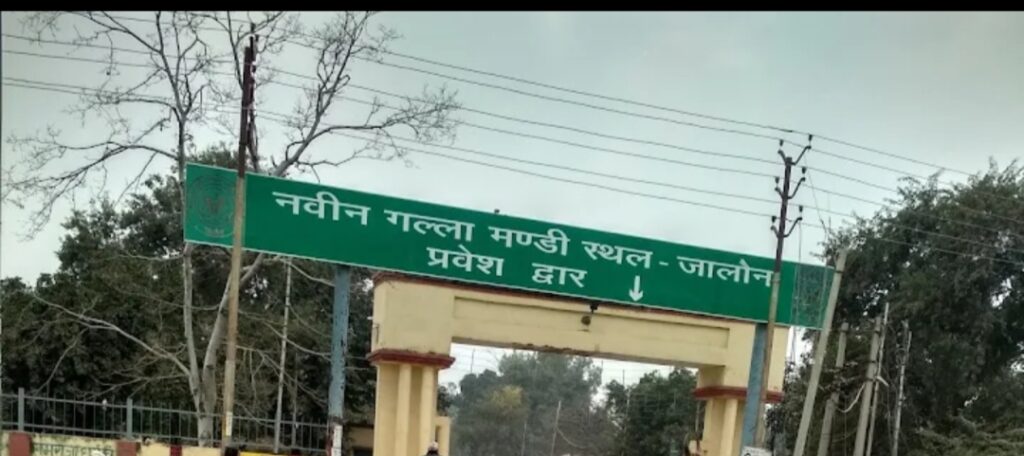 नवीन गल्ला मण्डी स्थल - जालोन
प्रवेश द्वार ↓